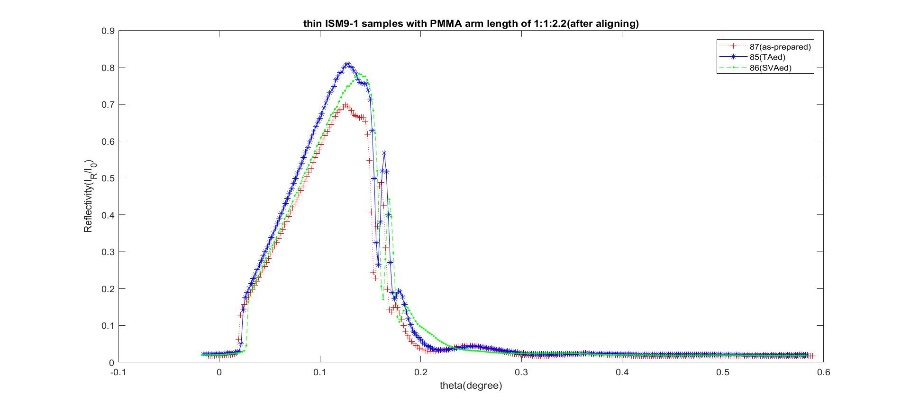 thin ISM9-1 samples with PMMA arm length of 1:1:2.2(after aligning)
87(as-prepared)
85(TAed)
86(SVAed)
Reflectivity(I_R/I_0)
0.9
0.8
0.7
0.6
0.5
0.4
0.3
0.2
0.1
0
-0.1 0 0.1 0.2 0.3 0.4 0.5 0.6
theta(degree)